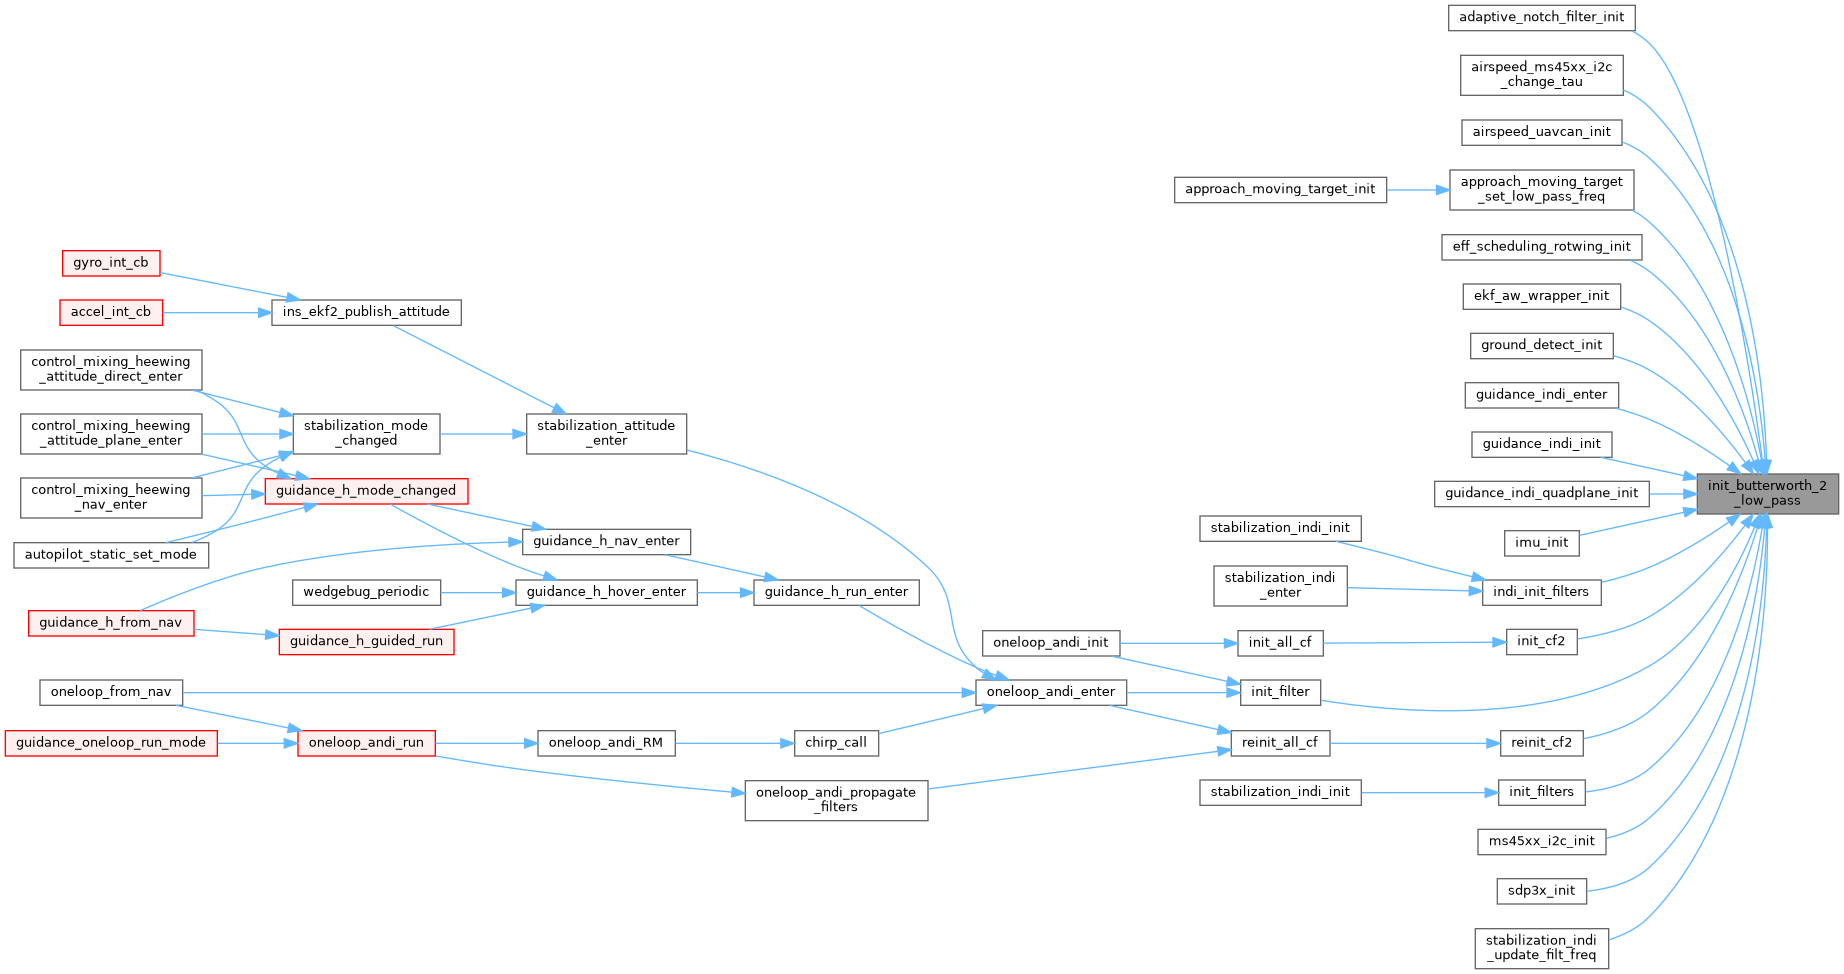 adaptive_notch_filter_init
airspeed_ms45xx_i2c
_change_tau
airspeed_uavcan_init
approach_moving_target
_set_low_pass_freq
approach_moving_target_init
eff_scheduling_rotwing_init
ekf_aw_wrapper_init
ground_detect_init
guidance_indi_enter
guidance_indi_init
guidance_indi_quadplane_init
init_butterworth_2
_low_pass
imu_init
indi_init_filters
stabilization_indi_init
stabilization_indi
_enter
init_cf2
init_all_cf
oneloop_andi_init
init_filter
oneloop_andi_enter
reinit_cf2
reinit_all_cf
init_filters
stabilization_indi_init
ms45xx_i2c_init
sdp3x_init
stabilization_indi
_update_filt_freq
chirp_call
oneloop_andi_RM
oneloop_andi_propagate
_filters
oneloop_andi_run
guidance_oneloop_run_mode
oneloop_from_nav
guidance_h_run_enter
guidance_h_nav_enter
guidance_h_hover_enter
wedgebug_periodic
guidance_h_guided_run
guidance_h_from_nav
guidance_h_mode_changed
stabilization_attitude
_enter
stabilization_mode
_changed
ins_ekf2_publish_attitude
gyro_int_cb
accel_int_cb
control_mixing_heewing
_attitude_direct_enter
control_mixing_heewing
_attitude_plane_enter
control_mixing_heewing
_nav_enter
autopilot_static_set_mode